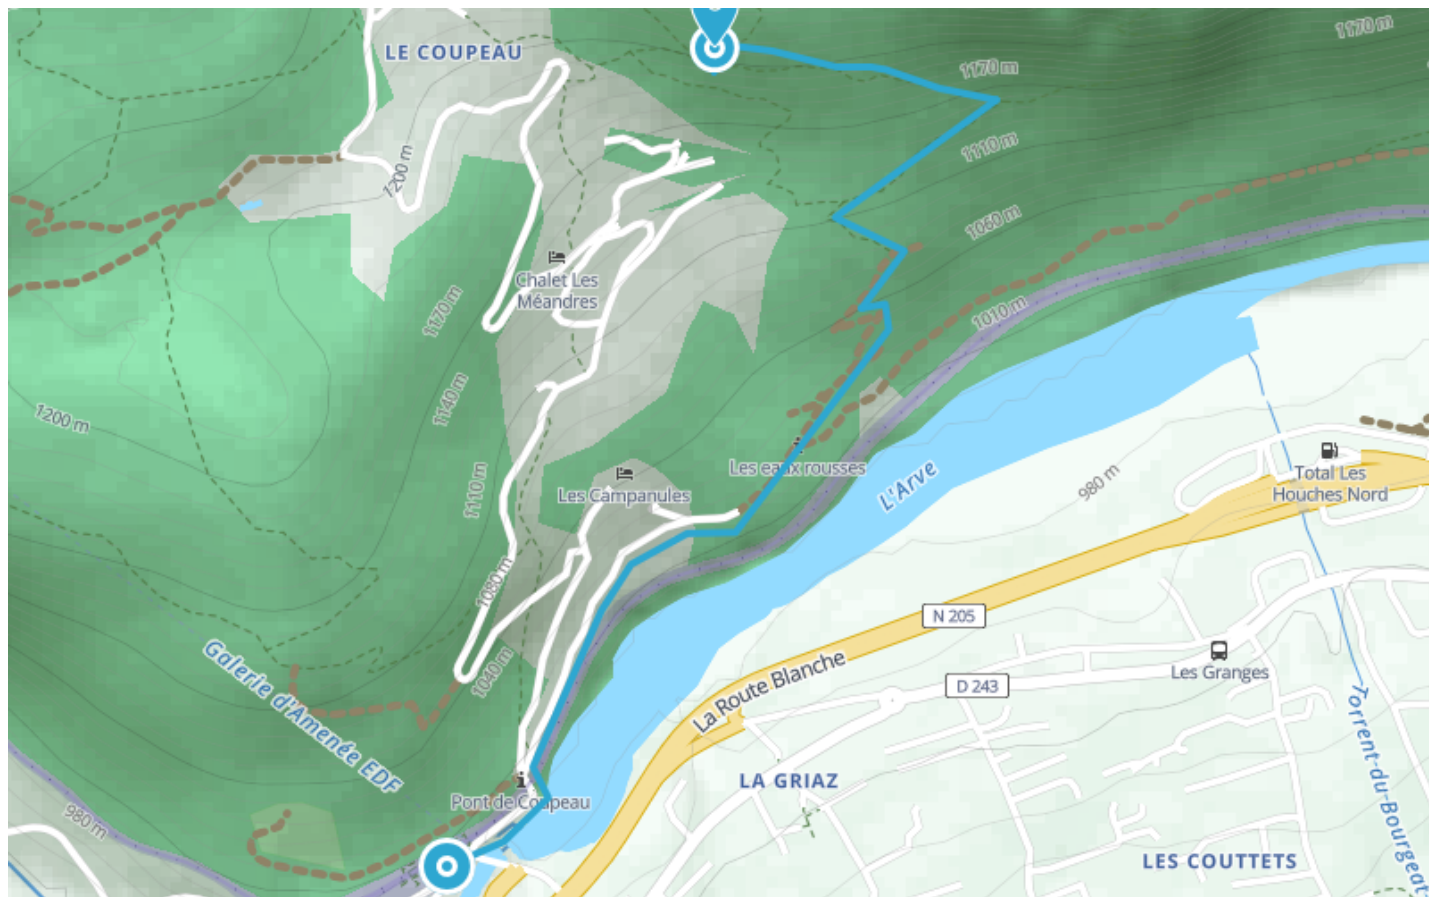 1170 m
LE COUPEAU
1170 m
1110 m
1200 m
1050 m
Chalet Les
Méandres
1170 m
1010 m
1140 m
1200 m
Les eaux rousses
L'Arve
Total Les
Houches Nord
980 m
Les Campanules
1110 m
1080 m
N 205
Galerie d'Amenée EDF
1040 m
La Route Blanche
D 243
Les Granges
Torrent-du-Bourgeat
LA GRIAZ
Pont de Coupeau
980 m
LES COUTTETS